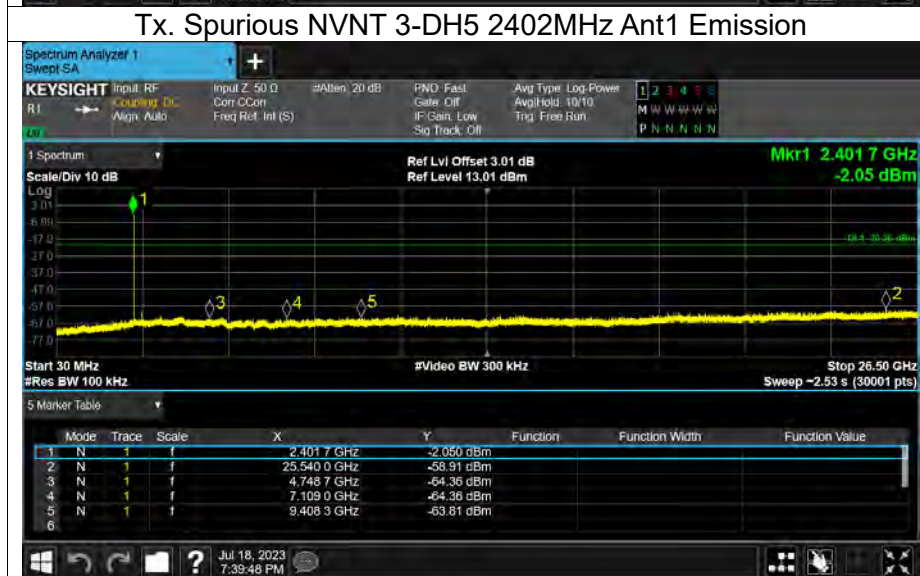 Tx. Spurious NVNT 3-DH5 2402MHz Ant1 Emission
Spectrum Analyzer 1
Swept SA
+
KEYSIGHT Input: RF Input Z: 50 Ω #Atten: 20 dB PNO: Fast Avg Type: Log-Power 1 2 3 4 5 6
Coupling: DC Corr CCorr Gate: Off Avg|Hold: 10/10 M W W W W W
Align: Auto Freq Ref: Int (S) IF Gain: Low Trig: Free Run
Sig Track: Off P N N N N N
1 Spectrum
Ref Lvl Offset 3.01 dB Mkr1 2.401 7 GHz
Scale/Div 10 dB Ref Level 13.01 dBm -2.05 dBm
Log
3.01
1
-6.99
-17.0
-27.0
-37.0
-47.0
-57.0
3 4 5 2
-67.0
-77.0
Start 30 MHz #Video BW 300 kHz Stop 26.50 GHz
#Res BW 100 kHz Sweep ~2.53 s (30001 pts)
5 Marker Table
Mode Trace Scale X Y Function Function Width Function Value
1 N 1 f 2.401 7 GHz -2.050 dBm
2 N 1 f 25.540 0 GHz -58.91 dBm
3 N 1 f 4.748 7 GHz -64.36 dBm
4 N 1 f 7.109 0 GHz -64.36 dBm
5 N 1 f 9.408 3 GHz -63.81 dBm
6
? Jul 18, 2023
7:39:48 PM